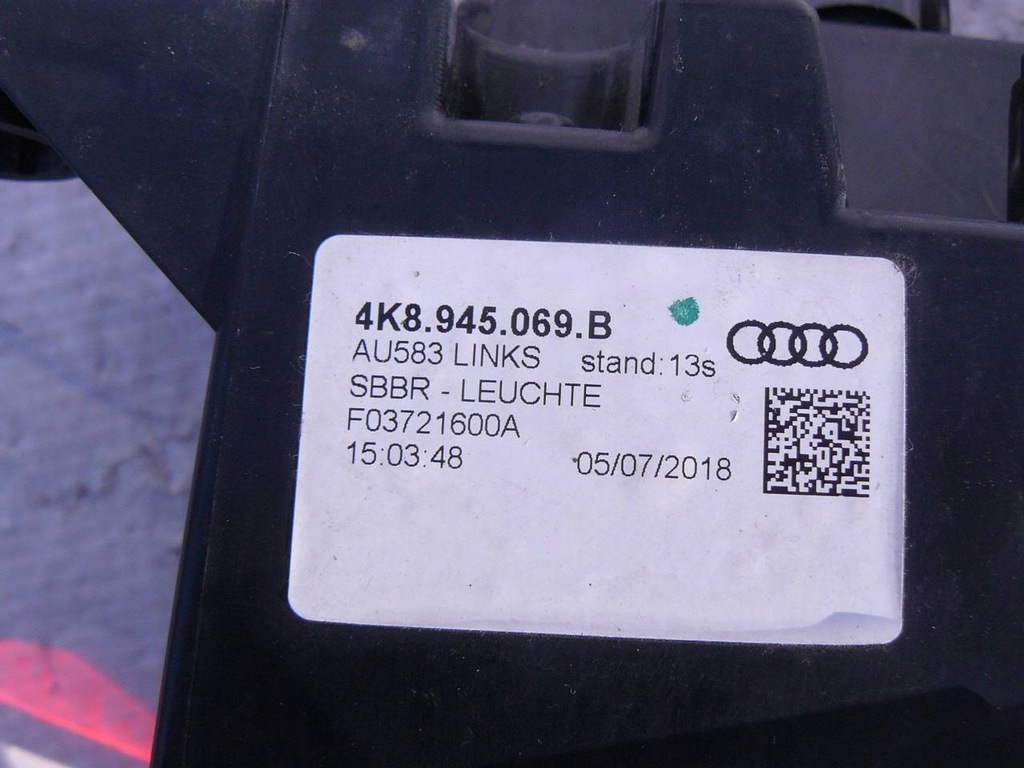 4K8.945.069.B
AU583 LINKS stand:13s
SBBR - LEUCHTE
F03721600A
15:03:48 05/07/2018